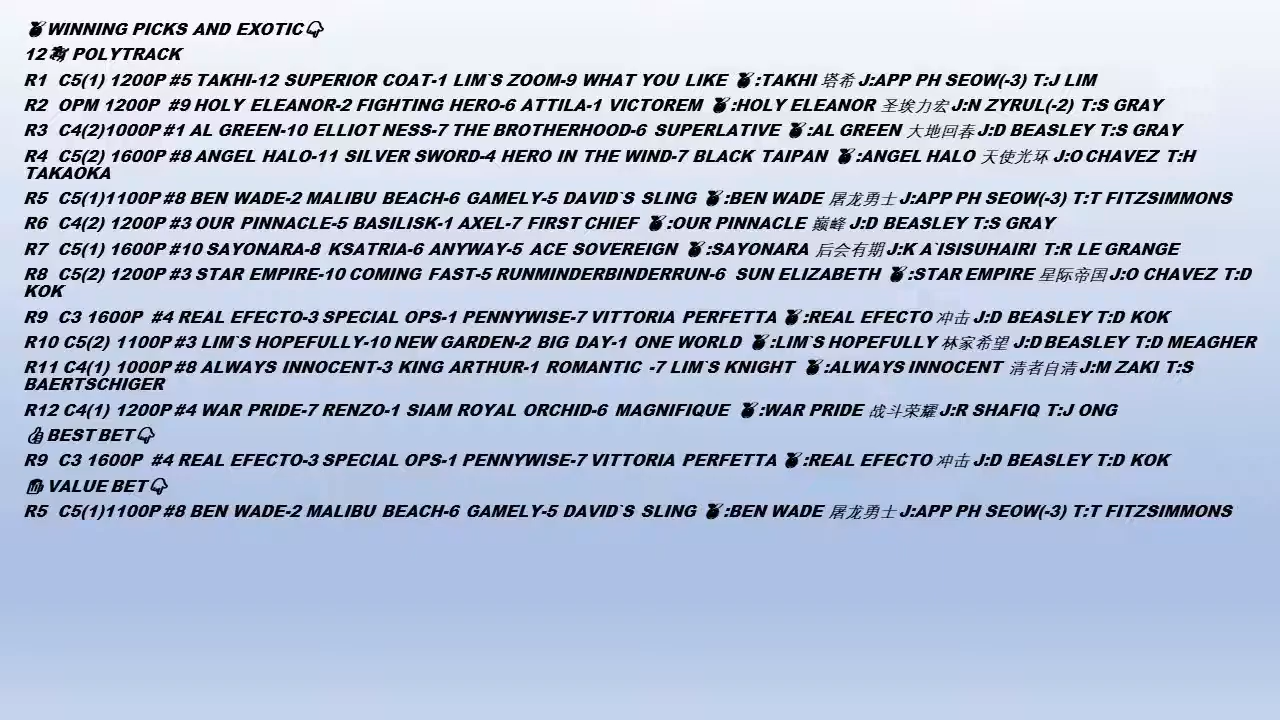 🍍WINNING PICKS AND EXOTIC👇
12🏇 POLYTRACK
R1 C5(1) 1200P #5 TAKHI-12 SUPERIOR COAT-1 LIM`S ZOOM-9 WHAT YOU LIKE 🍍:TAKHI 塔希 J:APP PH SEOW(-3) T:J LIM
R2 OPM 1200P #9 HOLY ELEANOR-2 FIGHTING HERO-6 ATTILA-1 VICTOREM 🍍:HOLY ELEANOR 圣埃力宏 J:N ZYRUL(-2) T:S GRAY
R3 C4(2)1000P #1 AL GREEN-10 ELLIOT NESS-7 THE BROTHERHOOD-6 SUPERLATIVE 🍍:AL GREEN 大地回春 J:D BEASLEY T:S GRAY
R4 C5(2) 1600P #8 ANGEL HALO-11 SILVER SWORD-4 HERO IN THE WIND-7 BLACK TAIPAN 🍍:ANGEL HALO 天使光环 J:O CHAVEZ T:H
TAKAOKA
R5 C5(1)1100P #8 BEN WADE-2 MALIBU BEACH-6 GAMELY-5 DAVID`S SLING 🍍:BEN WADE 屠龙勇士 J:APP PH SEOW(-3) T:T FITZSIMMONS
R6 C4(2) 1200P #3 OUR PINNACLE-5 BASILISK-1 AXEL-7 FIRST CHIEF 🍍:OUR PINNACLE 巅峰 J:D BEASLEY T:S GRAY
R7 C5(1) 1600P #10 SAYONARA-8 KSATRIA-6 ANYWAY-5 ACE SOVEREIGN 🍍:SAYONARA 后会有期 J:K A`ISISUHAIRI T:R LE GRANGE
R8 C5(2) 1200P #3 STAR EMPIRE-10 COMING FAST-5 RUNMINDERBINDERRUN-6 SUN ELIZABETH 🍍:STAR EMPIRE 星际帝国 J:O CHAVEZ T:D
KOK
R9 C3 1600P #4 REAL EFECTO-3 SPECIAL OPS-1 PENNYWISE-7 VITTORIA PERFETTA 🍍:REAL EFECTO 冲击 J:D BEASLEY T:D KOK
R10 C5(2) 1100P #3 LIM`S HOPEFULLY-10 NEW GARDEN-2 BIG DAY-1 ONE WORLD 🍍:LIM`S HOPEFULLY 林家希望 J:D BEASLEY T:D MEAGHER
R11 C4(1) 1000P #8 ALWAYS INNOCENT-3 KING ARTHUR-1 ROMANTIC -7 LIM`S KNIGHT 🍍:ALWAYS INNOCENT 清者自清 J:M ZAKI T:S
BAERTSCHIGER
R12 C4(1) 1200P #4 WAR PRIDE-7 RENZO-1 SIAM ROYAL ORCHID-6 MAGNIFIQUE 🍍:WAR PRIDE 战斗荣耀 J:R SHAFIQ T:J ONG
👍BEST BET👇
R9 C3 1600P #4 REAL EFECTO-3 SPECIAL OPS-1 PENNYWISE-7 VITTORIA PERFETTA 🍍:REAL EFECTO 冲击 J:D BEASLEY T:D KOK
VALUE BET👇
R5 C5(1)1100P #8 BEN WADE-2 MALIBU BEACH-6 GAMELY-5 DAVID`S SLING 🍍:BEN WADE 屠龙勇士 J:APP PH SEOW(-3) T:T FITZSIMMONS